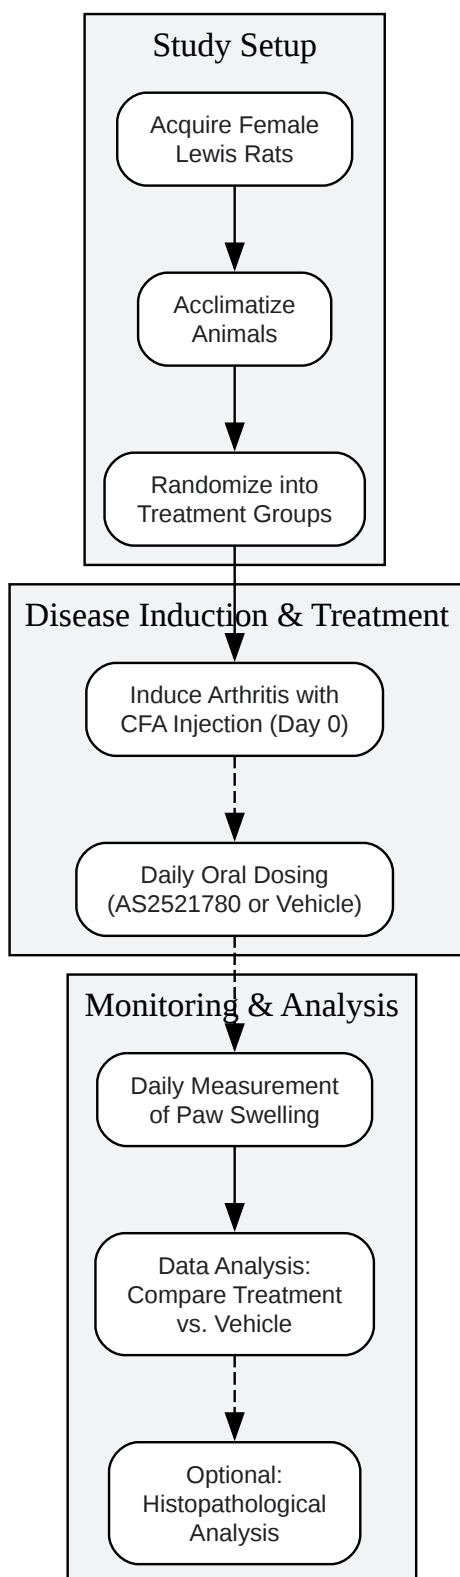 Study Setup
Acquire Female
Lewis Rats
Acclimatize
Animals
Randomize into
Treatment Groups
Disease Induction & Treatment
Induce Arthritis with
CFA Injection (Day 0)
Daily Oral Dosing
(AS2521780 or Vehicle)
Monitoring & Analysis
Daily Measurement
of Paw Swelling
Data Analysis:
Compare Treatment
vs. Vehicle
Optional:
Histopathological
Analysis